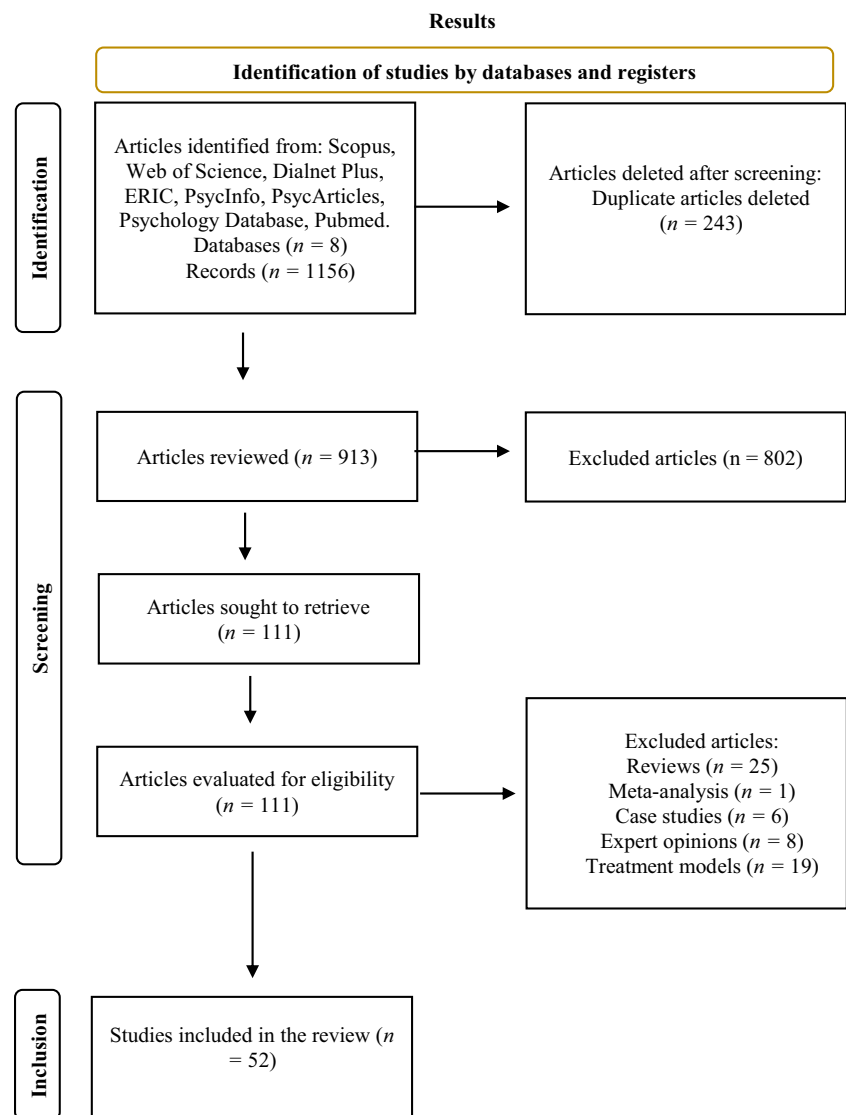 Results
Identification of studies by databases and registers
Identification
Articles identified from: Scopus,
Web of Science, Dialnet Plus,
ERIC, PsycInfo, PsycArticles,
Psychology Database, Pubmed.
Databases (n = 8)
Records (n = 1156)
Articles deleted after screening:
Duplicate articles deleted
(n = 243)
Screening
Articles reviewed (n = 913)
Excluded articles (n = 802)
Articles sought to retrieve
(n = 111)
Articles evaluated for eligibility
(n = 111)
Excluded articles:
Reviews (n = 25)
Meta-analysis (n = 1)
Case studies (n = 6)
Expert opinions (n = 8)
Treatment models (n = 19)
Inclusion
Studies included in the review (n
= 52)